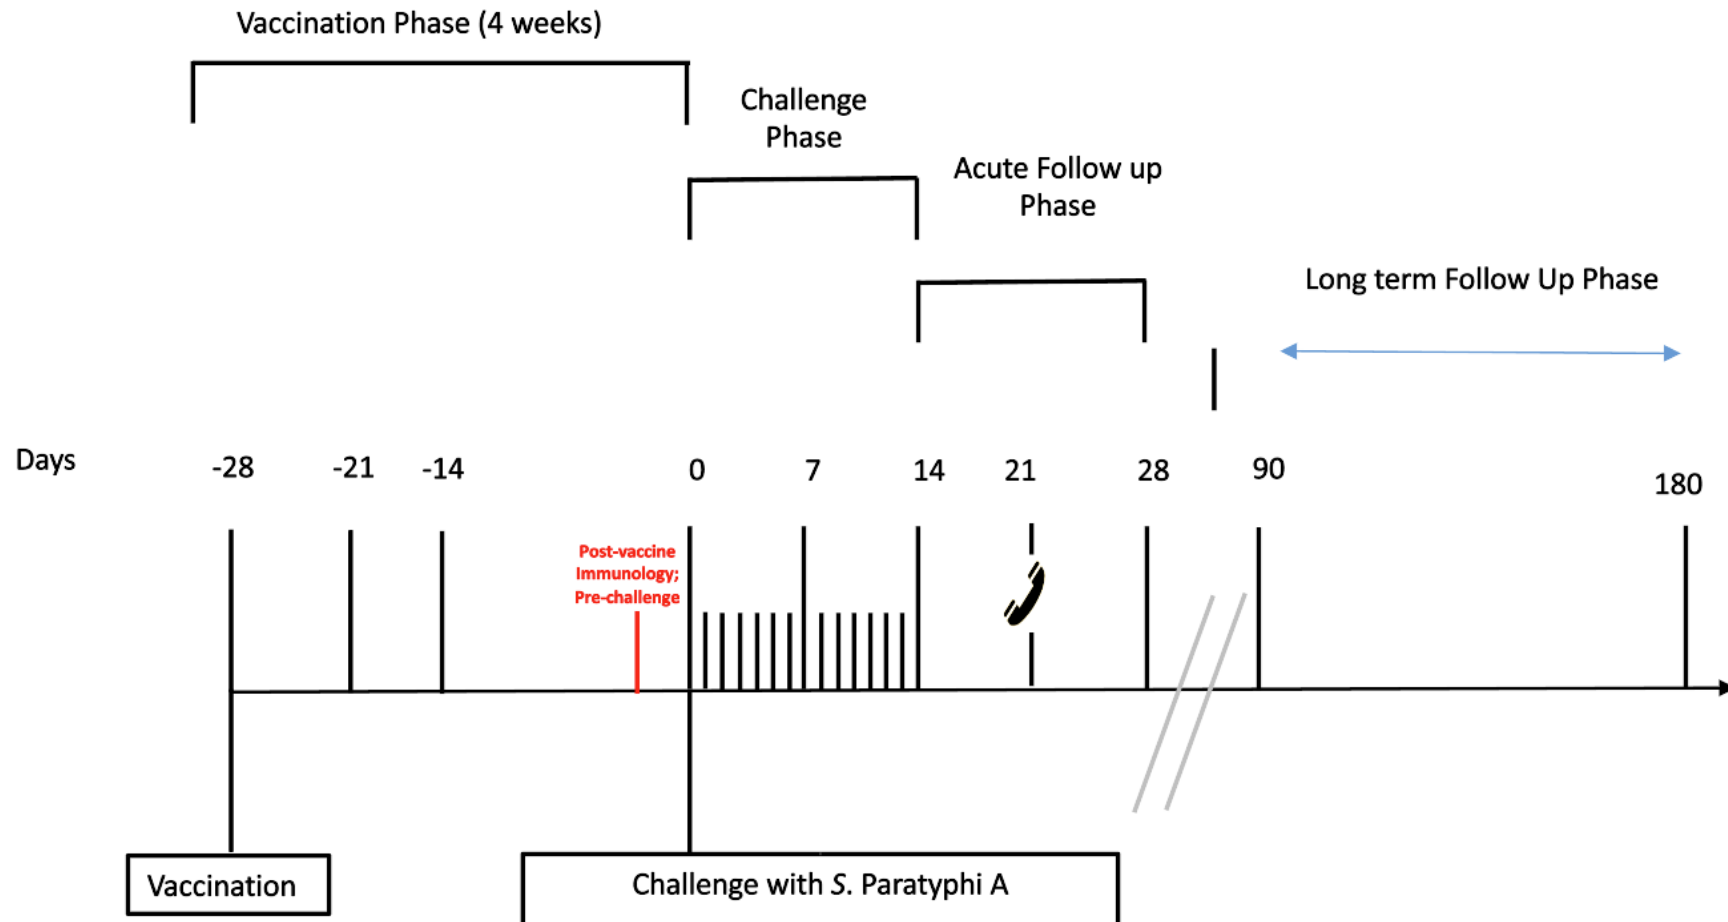 Vaccination Phase (4 weeks)
Challenge
Phase
Acute Follow up
Phase
Long term Follow Up Phase
Days
-28
-21
-14
0
7
14
21
28
90
180
Post-vaccine
Immunology;
Pre-challenge
Vaccination
Challenge with S. Paratyphi A